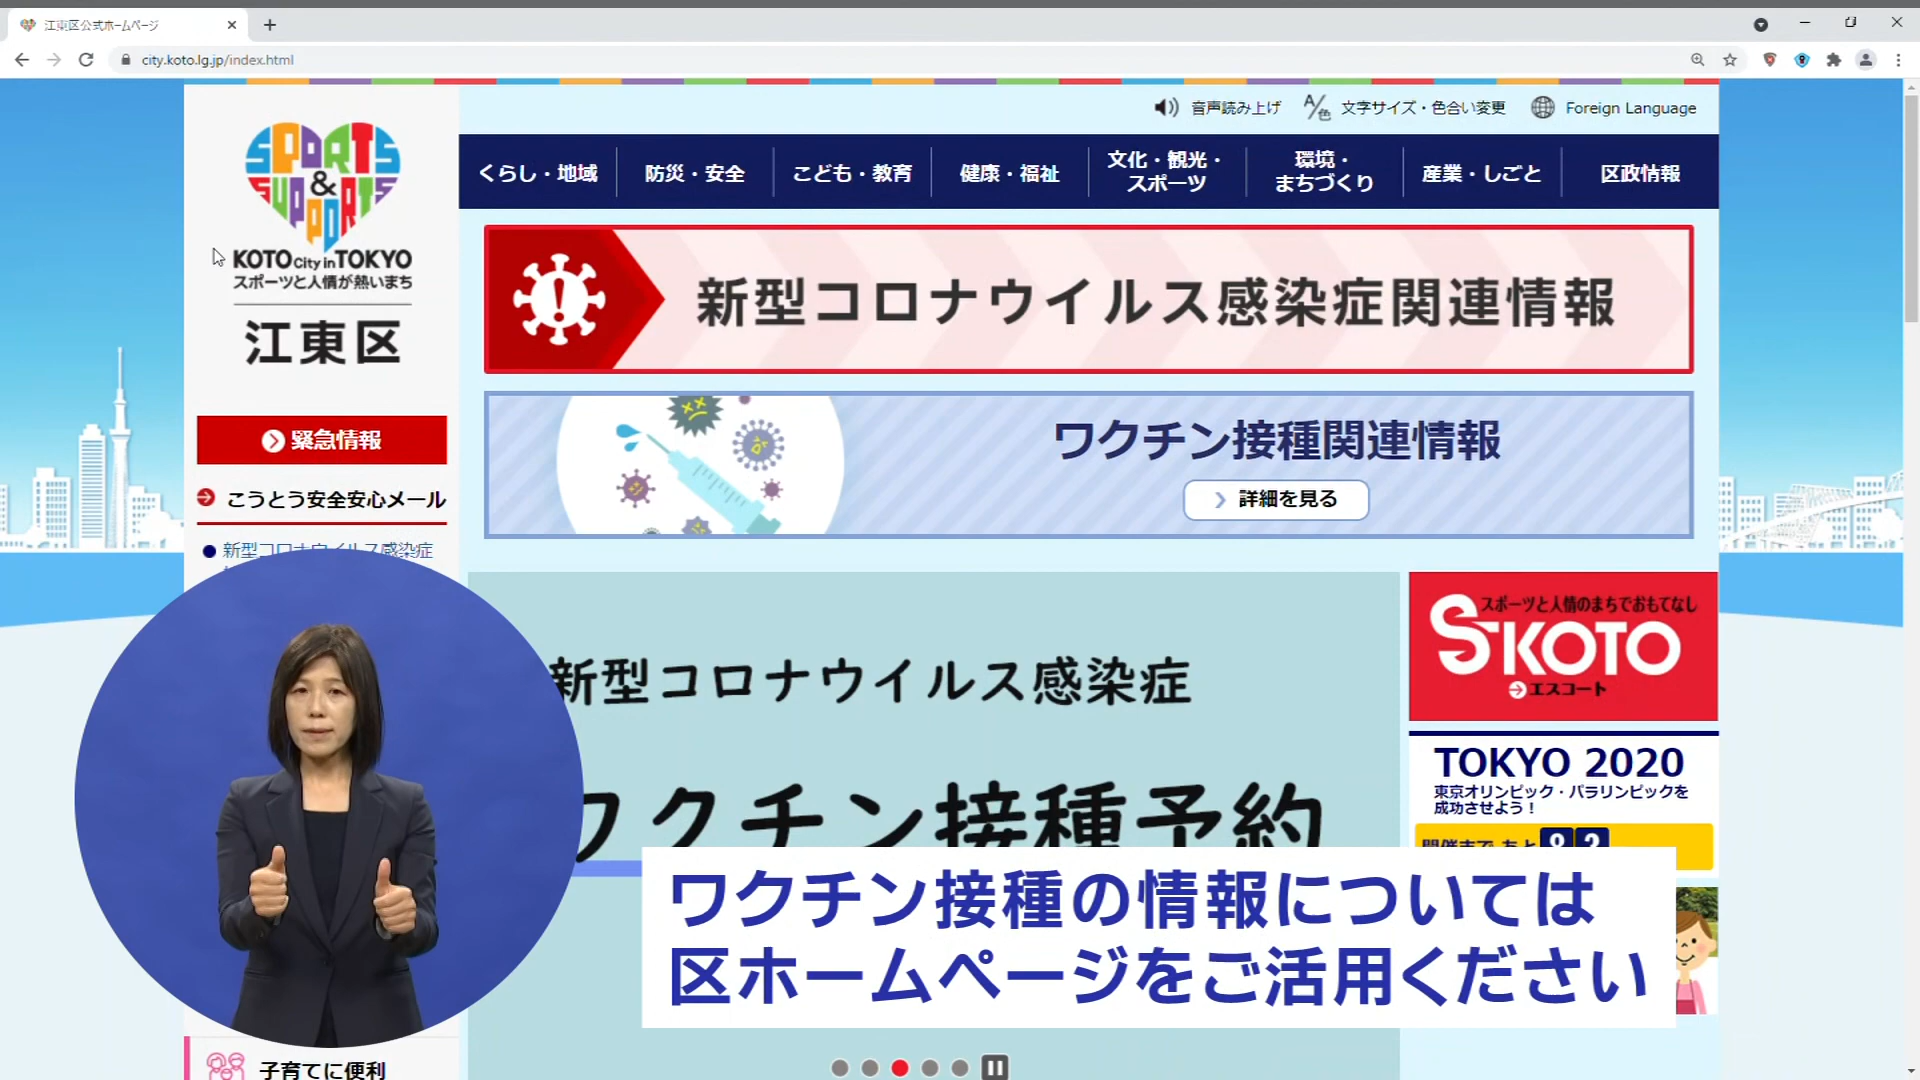 江東区公式ホームページ
city.koto.lg.jp/index.html
音声読み上げ
文字サイズ・色合い変更
Foreign Language
SPORTS
&
SUPPORTS
KOTO City in TOKYO
スポーツと人情が熱いまち
江東区
くらし・地域
防災・安全
こども・教育
健康・福祉
文化・観光・
スポーツ
環境・
まちづくり
産業・しごと
区政情報
新型コロナウイルス感染症関連情報
ワクチン接種関連情報
詳細を見る
緊急情報
こうとう安全安心メール
新型コロナウイルス感染症
新型コロナウイルス感染症
ワクチン接種予約
スポーツと人情のまちでおもてなし
SKOTO
エスコート
TOKYO 2020
東京オリンピック・パラリンピックを
成功させよう!
開催まで あと
ワクチン接種の情報については
区ホームページをご活用ください
子育てに便利